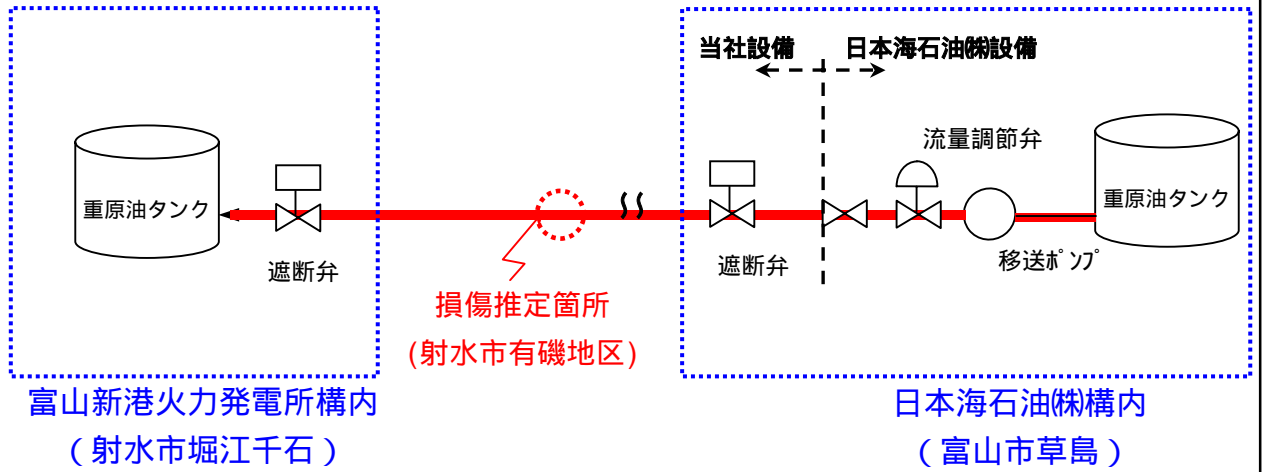 当社設備
日本海石油㈱設備
流量調節弁
重原油タンク
重原油タンク
遮断弁
遮断弁
移送ﾎﾟﾝﾌﾟ
損傷推定箇所
(射水市有磯地区)
富山新港火力発電所構内
(射水市堀江千石)
日本海石油㈱構内
(富山市草島)